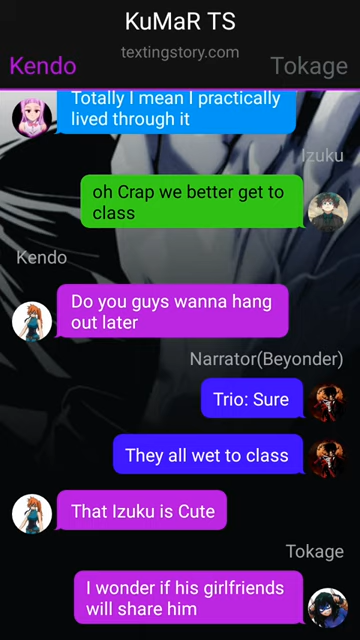 KuMaR TS
textingstory.com
Kendo
Tokage
Totally I mean I practically
lived through it
Izuku
oh Crap we better get to
class
Kendo
Do you guys wanna hang
out later
Narrator(Beyonder)
Trio: Sure
They all wet to class
That Izuku is Cute
Tokage
I wonder if his girlfriends
will share him